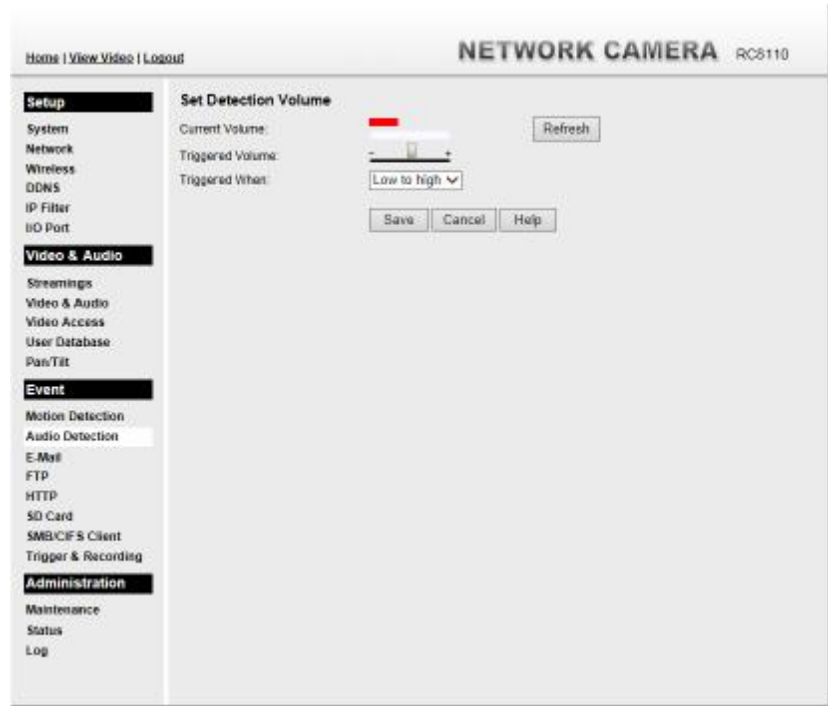 Home | View Video | Logout
NETWORK CAMERA RC8110
Setup
System
Network
Wireless
DDNS
IP Filter
I/O Port
Video & Audio
Streamings
Video & Audio
Video Access
User Database
Pan/Tilt
Event
Motion Detection
Audio Detection
E-Mail
FTP
HTTP
SD Card
SMB/CIFS Client
Trigger & Recording
Administration
Maintenance
Status
Log
Set Detection Volume
Current Volume:
Refresh
Triggered Volume:
- +
Triggered When:
Low to high
Save Cancel Help